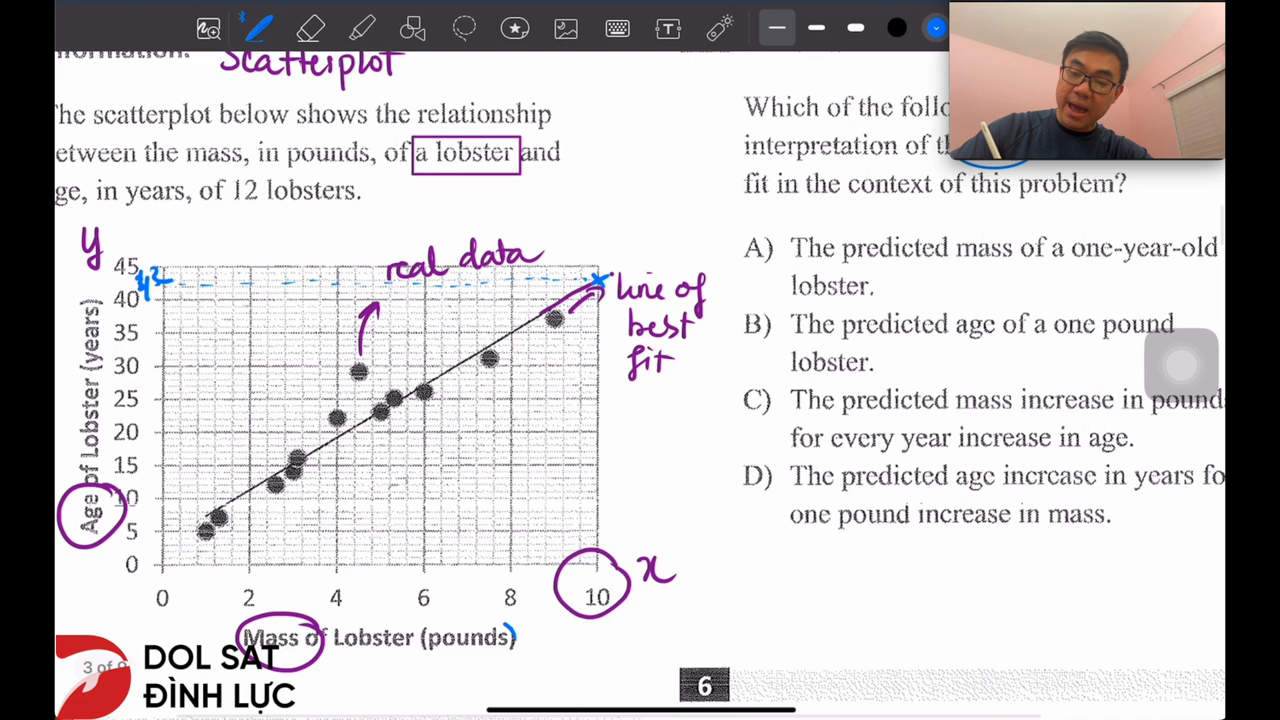 Scatterplot
The scatterplot below shows the relationship
etween the mass, in pounds, of a lobster and
ge, in years, of 12 lobsters.
y
real data
line of
best
fit
42
45
40
35
30
25
20
15
10
5
0
Age of Lobster (years)
0 2 4 6 8 10
x
Mass of Lobster (pounds)
Which of the follo
interpretation of th
fit in the context of this problem?
A) The predicted mass of a one-year-old
lobster.
B) The predicted age of a one pound
lobster.
C) The predicted mass increase in pound
for every year increase in age.
D) The predicted age increase in years fo
one pound increase in mass.
3 of 9
DOL SAT
ĐÌNH LỰC
6
T